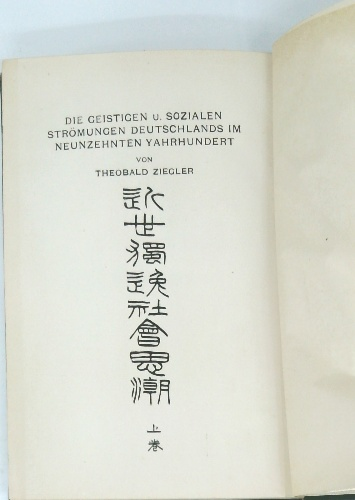 DIE GEISTIGEN U. SOZIALEN
STRÖMUNGEN DEUTSCHLANDS IM
NEUNZEHNTEN YAHRHUNDERT
VON
THEOBALD ZIEGLER
近世獨逸社會思潮
上卷